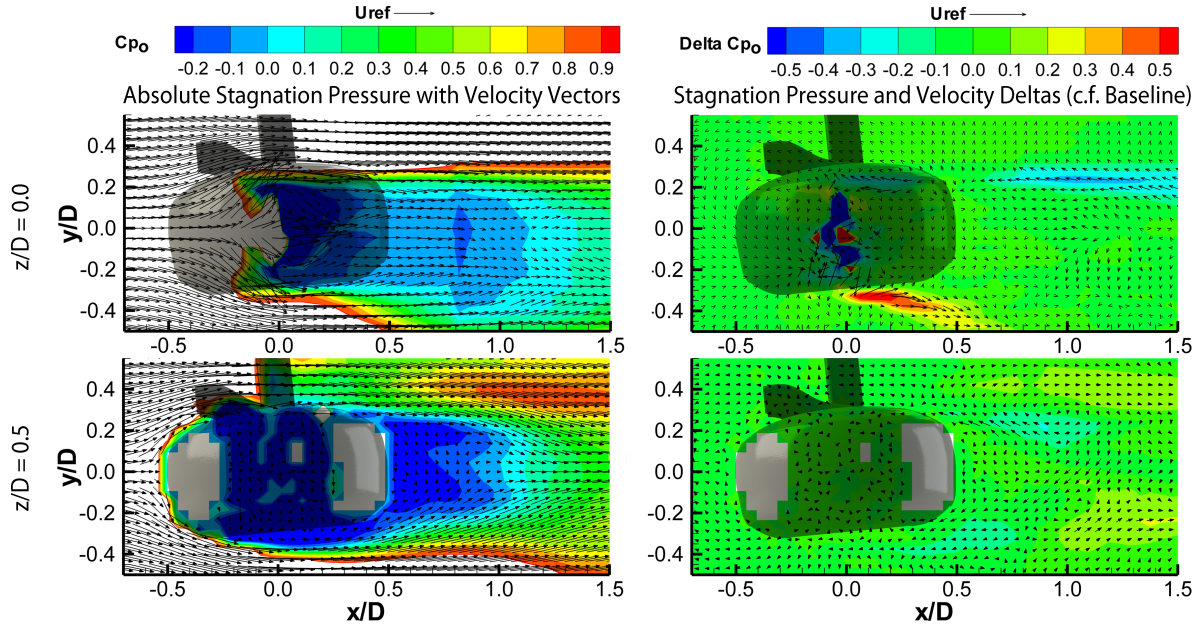 Uref
Cpo
-0.2 -0.1 0.0 0.1 0.2 0.3 0.4 0.5 0.6 0.7 0.8 0.9
Absolute Stagnation Pressure with Velocity Vectors
Uref
Delta Cpo
-0.5 -0.4 -0.3 -0.2 -0.1 0.0 0.1 0.2 0.3 0.4 0.5
Stagnation Pressure and Velocity Deltas (c.f. Baseline)
z/D = 0.0
y/D
0.4
0.2
0.0
-0.2
-0.4
-0.5 0.0 0.5 1.0 1.5
0.4
0.2
0.0
-0.2
-0.4
-0.5 0.0 0.5 1.0 1.5
z/D = 0.5
y/D
0.4
0.2
0.0
-0.2
-0.4
-0.5 0.0 0.5 1.0 1.5
x/D
0.4
0.2
0.0
-0.2
-0.4
-0.5 0.0 0.5 1.0 1.5
x/D